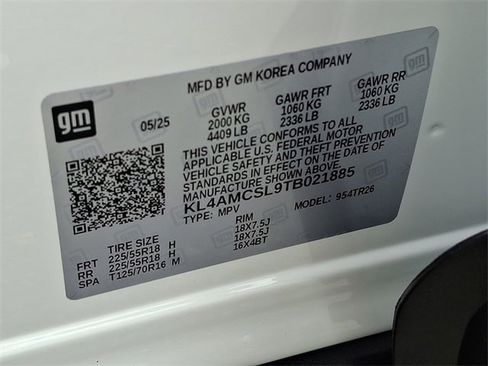 MFD BY GM KOREA COMPANY
gm
05/25
GVWR GAWR FRT GAWR RR
2000 KG 1060 KG 1060 KG
4409 LB 2336 LB 2336 LB
THIS VEHICLE CONFORMS TO ALL
APPLICABLE U.S. FEDERAL MOTOR
VEHICLE SAFETY AND THEFT PREVENTION
STANDARDS IN EFFECT ON THE DATE OF
MANUFACTURE SHOWN ABOVE.
KL4AMCSL9TB021885
TYPE: MPV MODEL: 954TR26
TIRE SIZE RIM
FRT 225/55R18 H 18X7.5J
RR 225/55R18 H 18X7.5J
SPA T125/70R16 M 16X4BT